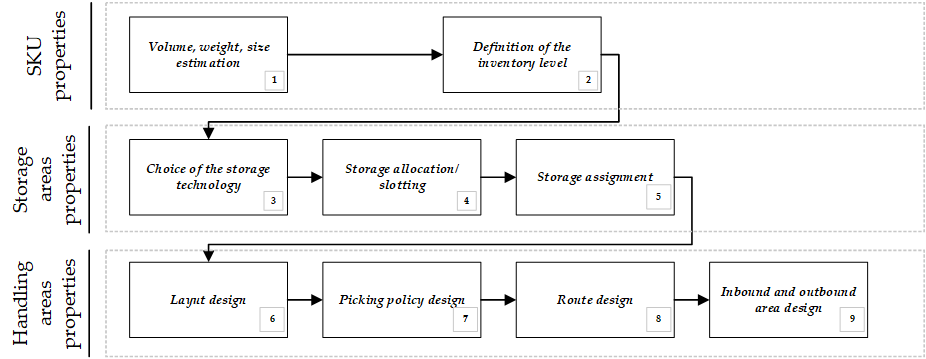 SKU
properties
Volume, weight, size
estimation
1
Definition of the
inventory level
2
Storage
areas
properties
Choice of the storage
technology
3
Storage allocation/
slotting
4
Storage assignment
5
Handling
areas
properties
Layut design
6
Picking policy design
7
Route design
8
Inbound and outbound
area design
9